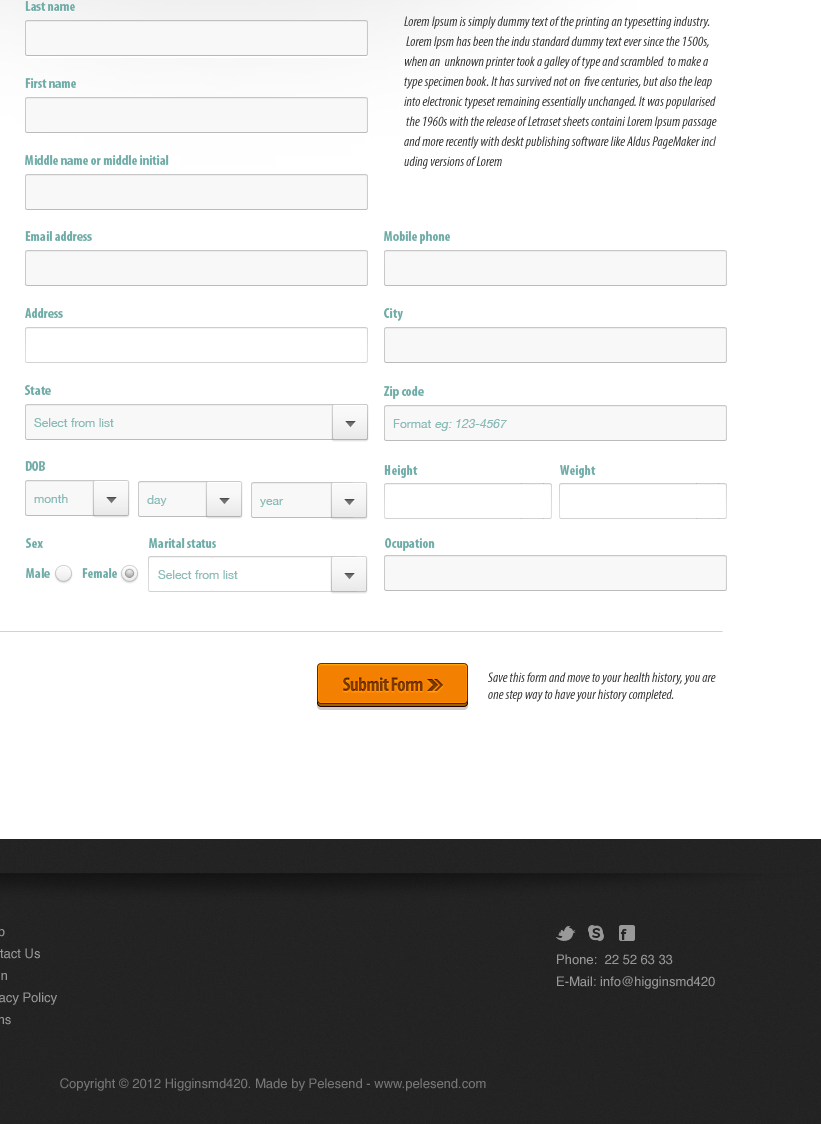 Last name
Lorem Ipsum is simply dummy text of the printing an typesetting industry.
Lorem Ipsm has been the indu standard dummy text ever since the 1500s,
when an unknown printer took a galley of type and scrambled to make a
type specimen book. It has survived not on five centuries, but also the leap
into electronic typeset remaining essentially unchanged. It was popularised
the 1960s with the release of Letraset sheets containi Lorem Ipsum passage
and more recently with deskt publishing software like Aldus PageMaker incl
uding versions of Lorem
First name
Middle name or middle initial
Email address
Mobile phone
Address
City
State
Zip code
Select from list
Format eg: 123-4567
DOB
Height
Weight
month
day
year
Sex
Marital status
Ocupation
Male
Female
Select from list
Submit Form
Save this form and move to your health history, you are
one step way to have your history completed.
tact Us
n
acy Policy
ns
Phone: 22 52 63 33
E-Mail: info@higginsmd420
Copyright © 2012 Higginsmd420. Made by Pelesend - www.pelesend.com